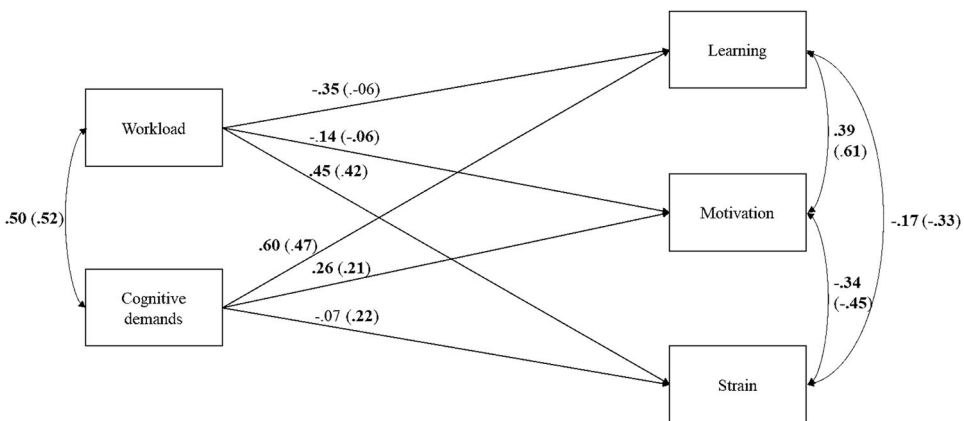 Learning
-.35 (.-06)
Workload
-.14 (-.06)
.39
(.61)
.45 (.42)
Motivation
.50 (.52)
-.17 (-.33)
.60 (.47)
.26 (.21)
Cognitive
demands
-.34
(-.45)
-.07 (.22)
Strain